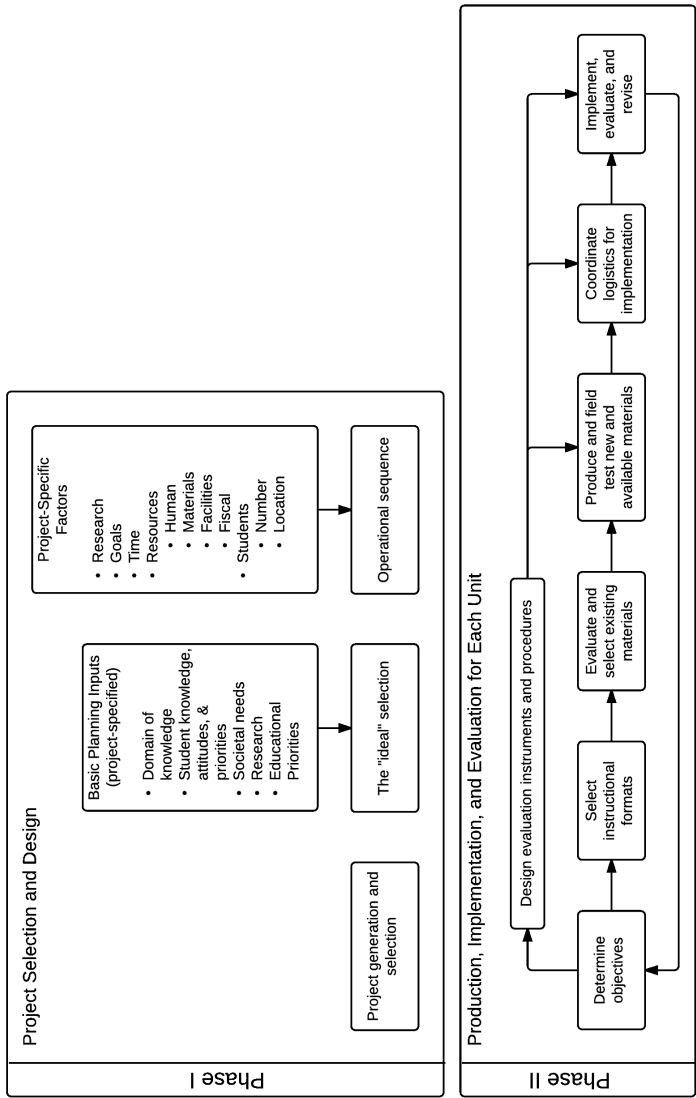 Phase I
Project Selection and Design
Project generation and
selection
Basic Planning Inputs
(project-specified)
• Domain of
knowledge
• Student knowledge,
attitudes, &
priorities
• Societal needs
• Research
• Educational
Priorities
The "ideal" selection
Project-Specific
Factors
• Research
• Goals
• Time
• Resources
• Human
• Materials
• Facilities
• Fiscal
• Students
• Number
• Location
Operational sequence
Phase II
Production, Implementation, and Evaluation for Each Unit
Design evaluation instruments and procedures
Determine
objectives
Select
instructional
formats
Evaluate and
select existing
materials
Produce and field
test new and
available materials
Coordinate
logistics for
implementation
Implement,
evaluate, and
revise